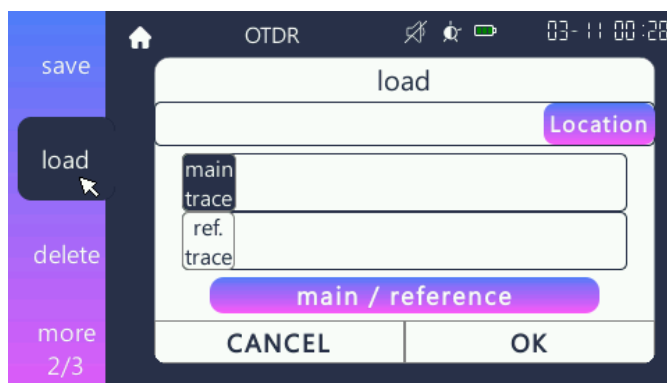 OTDR
03-11 00:28
save
load
delete
more
2/3
load
Location
main
trace
ref.
trace
main / reference
CANCEL
OK